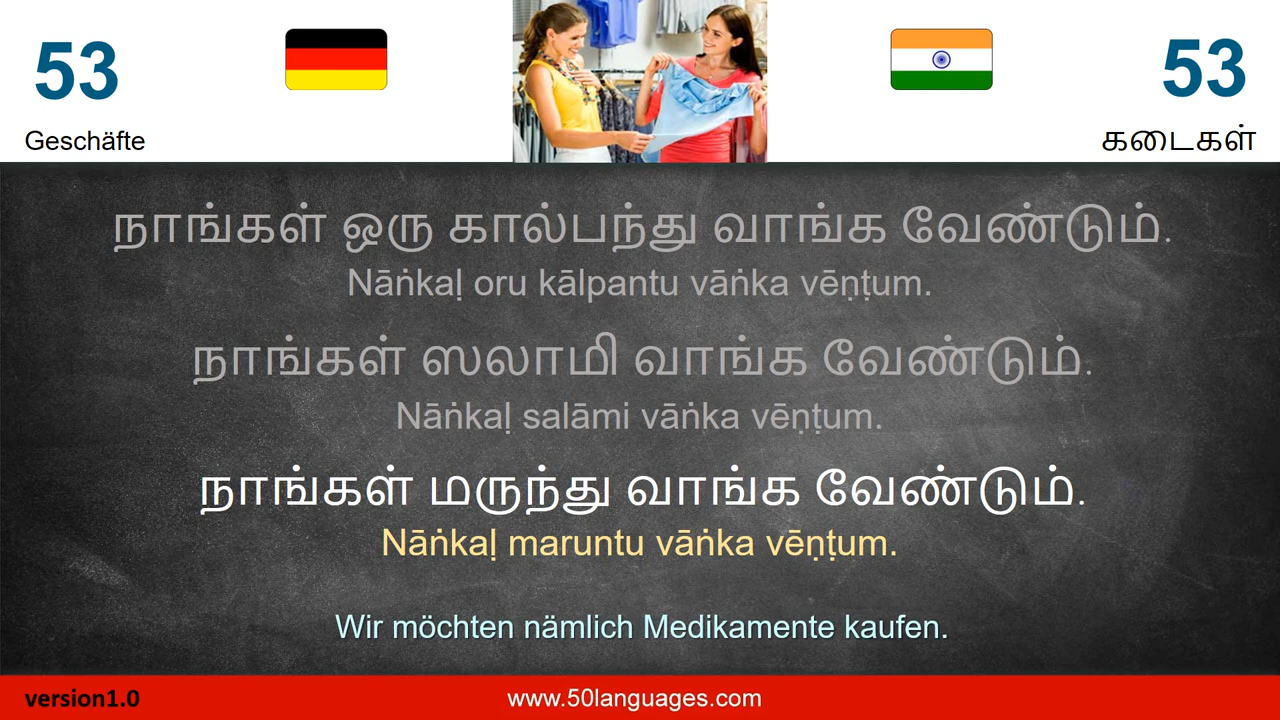 53
53
Geschäfte
கடைகள்
நாங்கள் ஒரு கால்பந்து வாங்க வேண்டும்.
Nāṅkaḷ oru kālpantu vāṅka vēṇṭum.
நாங்கள் ஸலாமி வாங்க வேண்டும்.
Nāṅkaḷ salāmi vāṅka vēṇṭum.
நாங்கள் மருந்து வாங்க வேண்டும்.
Nāṅkaḷ maruntu vāṅka vēṇṭum.
Wir möchten nämlich Medikamente kaufen.
version1.0
www.50languages.com